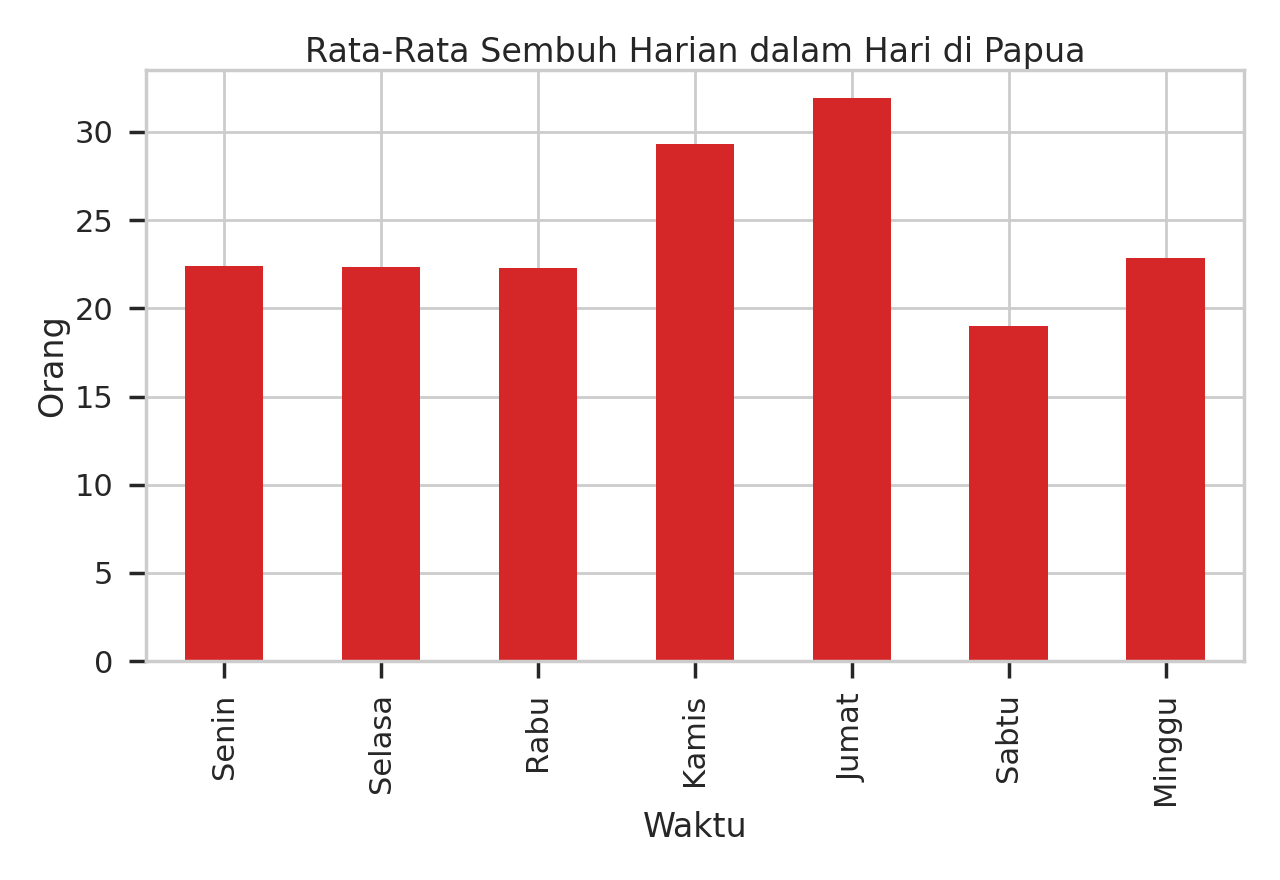 Rata-Rata Sembuh Harian dalam Hari di Papua
Orang
30
25
20
15
10
5
0
Senin
Selasa
Rabu
Kamis
Jumat
Sabtu
Minggu
Waktu